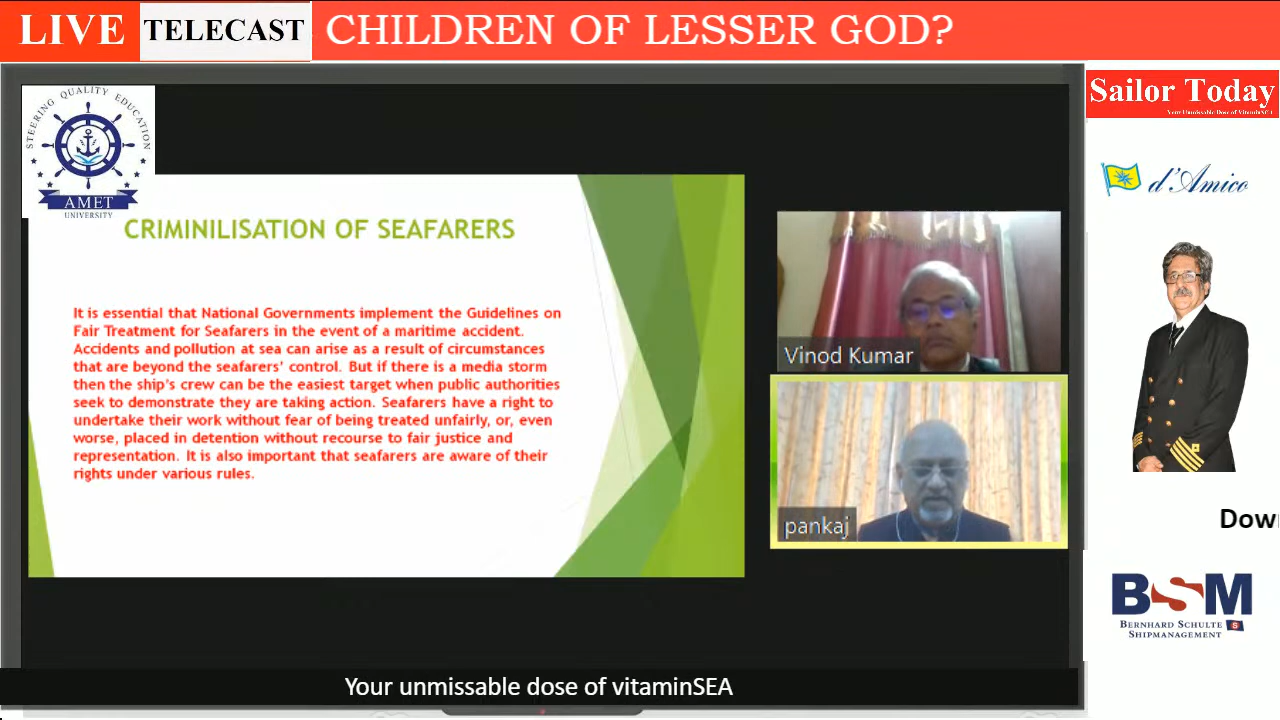 LIVE TELECAST CHILDREN OF LESSER GOD?
STEERING QUALITY EDUCATION
AMET
UNIVERSITY
CRIMINILISATION OF SEAFARERS
It is essential that National Governments implement the Guidelines on
Fair Treatment for Seafarers in the event of a maritime accident.
Accidents and pollution at sea can arise as a result of circumstances
that are beyond the seafarers' control. But if there is a media storm
then the ship's crew can be the easiest target when public authorities
seek to demonstrate they are taking action. Seafarers have a right to
undertake their work without fear of being treated unfairly, or, even
worse, placed in detention without recourse to fair justice and
representation. It is also important that seafarers are aware of their
rights under various rules.
Vinod Kumar
pankaj
Sailor Today
Your Unmissable Dose of VitaminSEA
d'Amico
Dow
BSM
BERNHARD SCHULTE
SHIPMANAGEMENT
S
Your unmissable dose of vitaminSEA